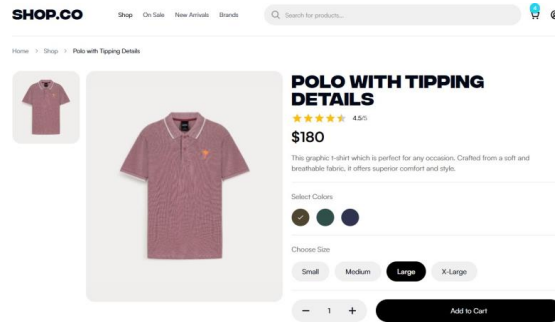 SHOP.CO
Shop On Sale New Arrivals Brands
Search for products...
4
Home > Shop > Polo with Tipping Details
POLO WITH TIPPING
DETAILS
4.5/5
$180
This graphic t-shirt which is perfect for any occasion. Crafted from a soft and
breathable fabric, it offers superior comfort and style.
Select Colors
Choose Size
Small Medium Large X-Large
− 1 +
Add to Cart